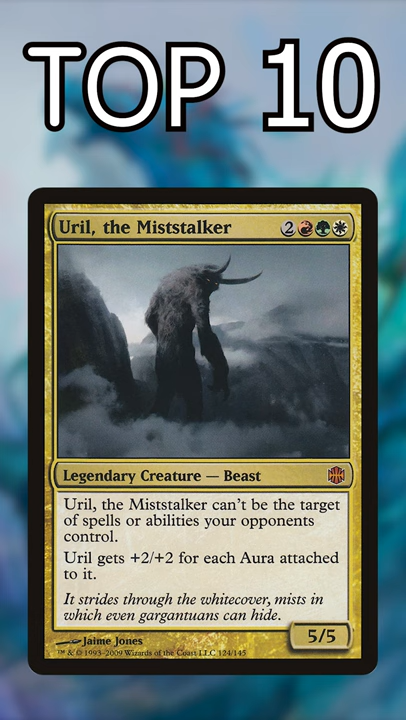 TOP 10
Uril, the Miststalker 2
Legendary Creature — Beast
Uril, the Miststalker can't be the target
of spells or abilities your opponents
control.
Uril gets +2/+2 for each Aura attached
to it.
It strides through the whitecover, mists in
which even gargantuans can hide.
5/5
Jaime Jones
™ & © 1993–2009 Wizards of the Coast LLC 124/145